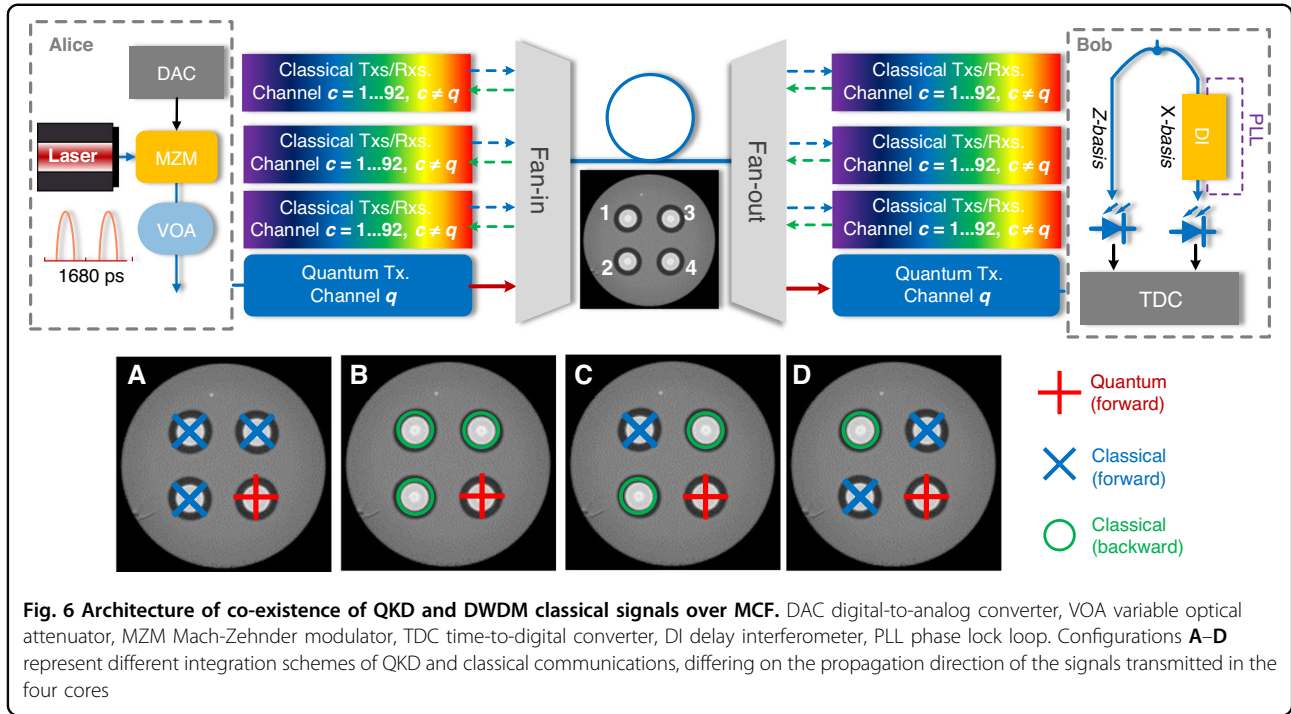 Alice
DAC
Laser
MZM
VOA
1680 ps
Classical Txs/Rxs.
Channel c = 1...92, c ≠ q
Classical Txs/Rxs.
Channel c = 1...92, c ≠ q
Classical Txs/Rxs.
Channel c = 1...92, c ≠ q
Quantum Tx.
Channel q
Fan-in
1 3
2 4
Fan-out
Classical Txs/Rxs.
Channel c = 1...92, c ≠ q
Classical Txs/Rxs.
Channel c = 1...92, c ≠ q
Classical Txs/Rxs.
Channel c = 1...92, c ≠ q
Quantum Tx.
Channel q
Bob
Z-basis
X-basis
DI
PLL
TDC
A
B
C
D
Quantum
(forward)
Classical
(forward)
Classical
(backward)
Fig. 6 Architecture of co-existence of QKD and DWDM classical signals over MCF. DAC digital-to-analog converter, VOA variable optical
attenuator, MZM Mach-Zehnder modulator, TDC time-to-digital converter, DI delay interferometer, PLL phase lock loop. Configurations A–D
represent different integration schemes of QKD and classical communications, differing on the propagation direction of the signals transmitted in the
four cores